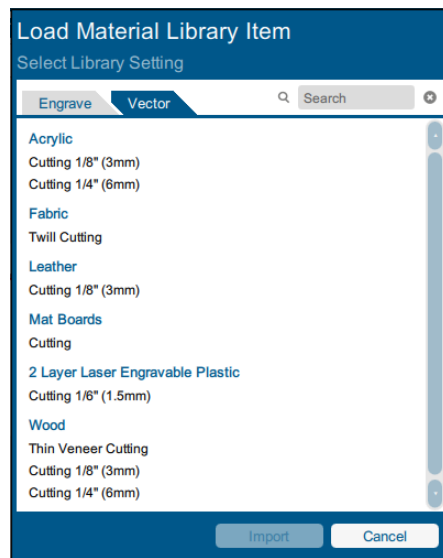 Load Material Library Item
Select Library Setting
Engrave Vector Search
Acrylic
Cutting 1/8" (3mm)
Cutting 1/4" (6mm)
Fabric
Twill Cutting
Leather
Cutting 1/8" (3mm)
Mat Boards
Cutting
2 Layer Laser Engravable Plastic
Cutting 1/6" (1.5mm)
Wood
Thin Veneer Cutting
Cutting 1/8" (3mm)
Cutting 1/4" (6mm)
Import Cancel